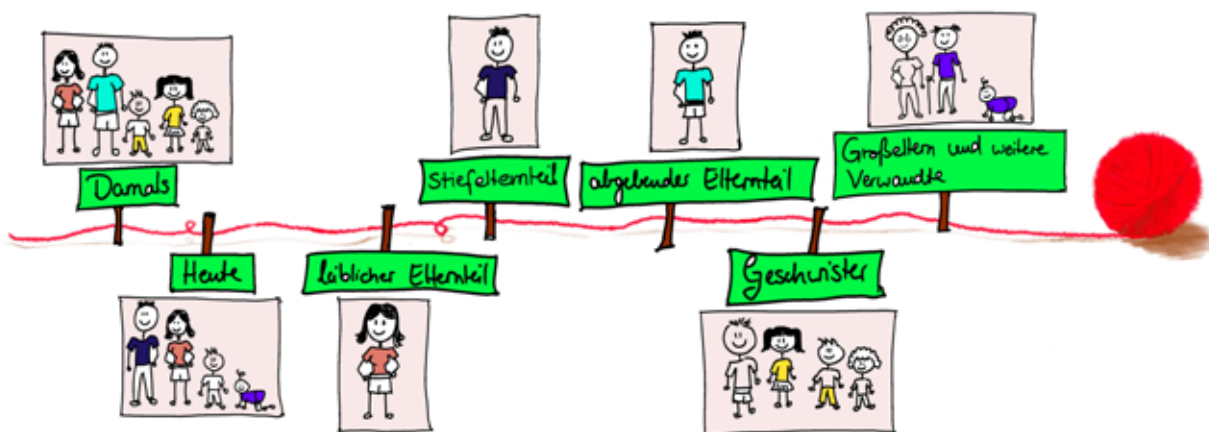 Damals
Heute
leiblicher Elternteil
Stiefelternteil
abgebender Elternteil
Geschwister
Großeltern und weitere
Verwandte